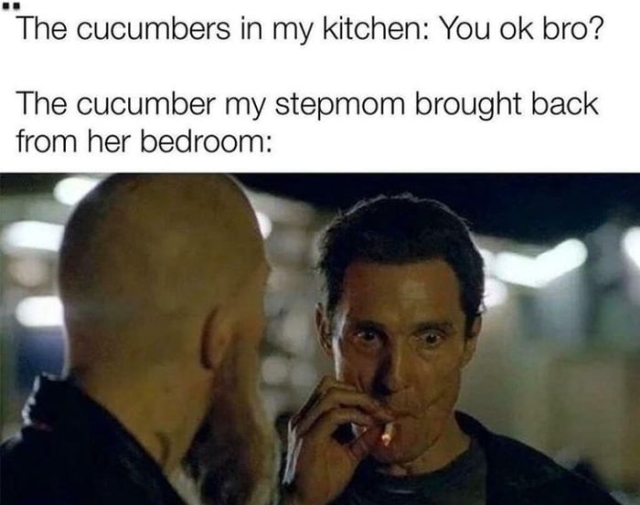 The cucumbers in my kitchen: You ok bro?
The cucumber my stepmom brought back
from her bedroom: